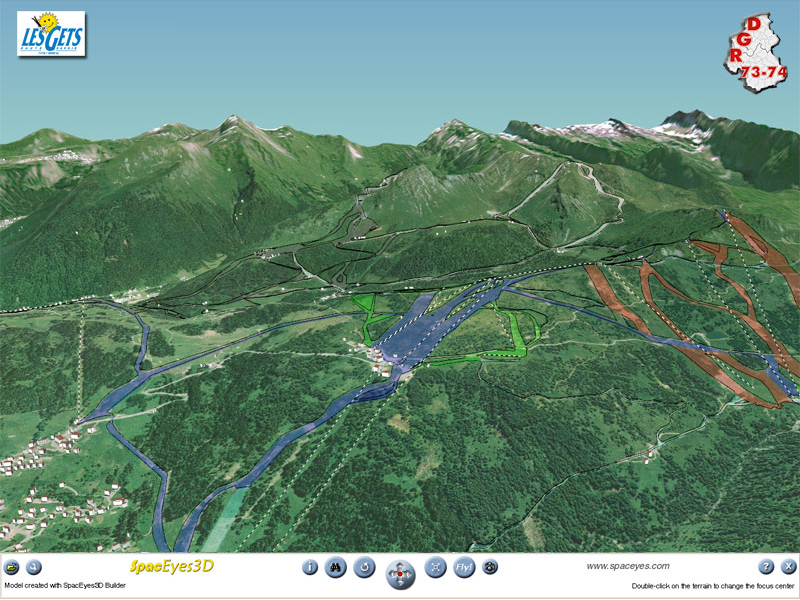 LES GETS
D
G
R
73-74
SpacEyes3D
i
Fly!
www.spaceyes.com
?
X
Model created with SpacEyes3D Builder
Double-click on the terrain to change the focus center